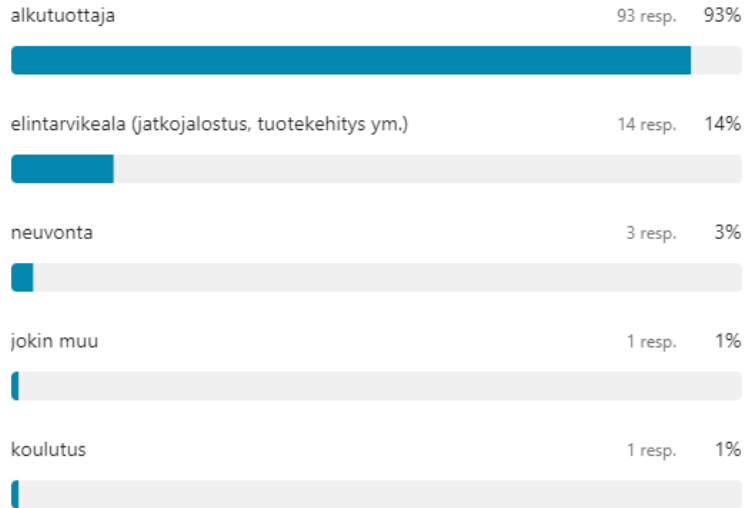 alkutuottaja 93 resp. 93%
elintarvikeala (jatkojalostus, tuotekehitys ym.) 14 resp. 14%
neuvonta 3 resp. 3%
jokin muu 1 resp. 1%
koulutus 1 resp. 1%